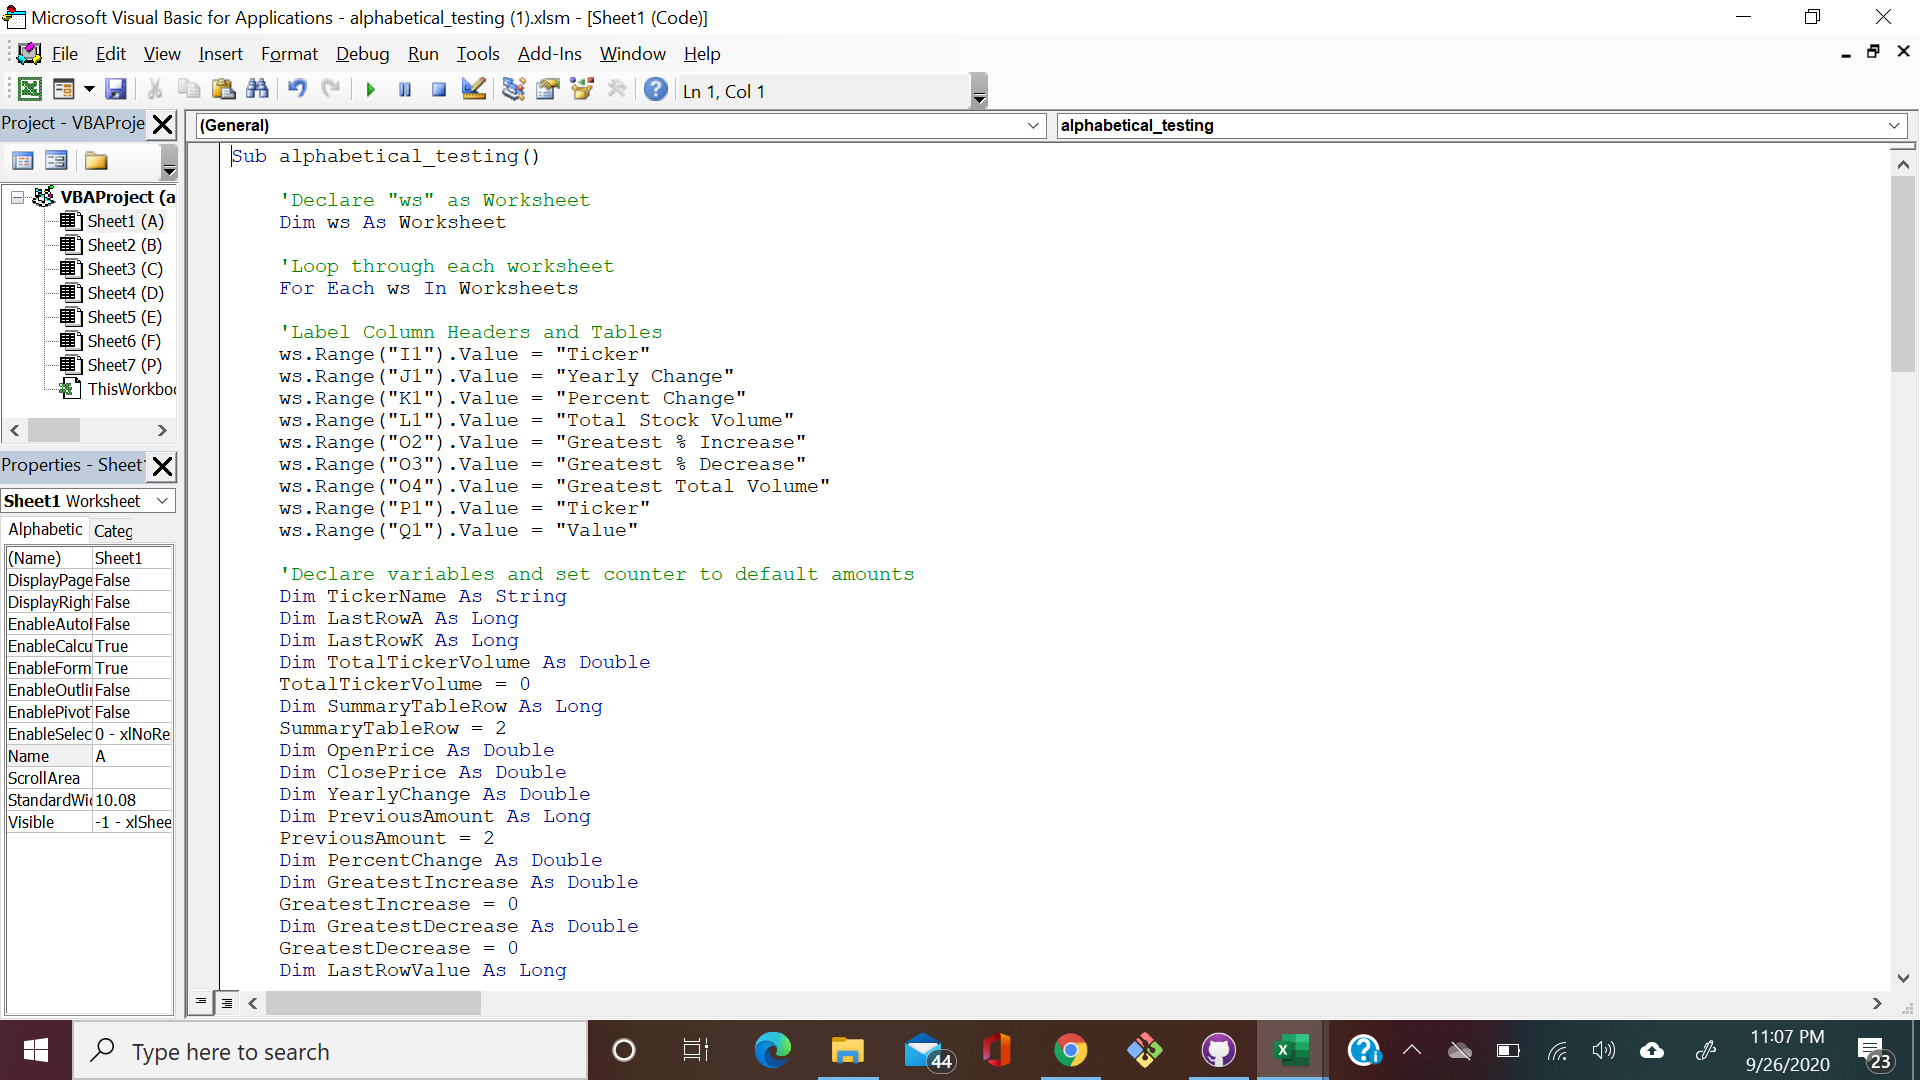 Microsoft Visual Basic for Applications - alphabetical_testing (1).xlsm - [Sheet1 (Code)]
File Edit View Insert Format Debug Run Tools Add-Ins Window Help
Ln 1, Col 1
Project - VBAProje
(General)
alphabetical_testing
VBAProject (a
Sheet1 (A)
Sheet2 (B)
Sheet3 (C)
Sheet4 (D)
Sheet5 (E)
Sheet6 (F)
Sheet7 (P)
ThisWorkboo
Properties - Sheet1
Sheet1 Worksheet
Alphabetic Categ
(Name) Sheet1
DisplayPage False
DisplayRigh False
EnableAutoF False
EnableCalcu True
EnableForm True
EnableOutli False
EnablePivot False
EnableSelec 0 - xlNoRe
Name A
ScrollArea
StandardWi 10.08
Visible -1 - xlShee
Sub alphabetical_testing()
'Declare "ws" as Worksheet
Dim ws As Worksheet
'Loop through each worksheet
For Each ws In Worksheets
'Label Column Headers and Tables
ws.Range("I1").Value = "Ticker"
ws.Range("J1").Value = "Yearly Change"
ws.Range("K1").Value = "Percent Change"
ws.Range("L1").Value = "Total Stock Volume"
ws.Range("O2").Value = "Greatest % Increase"
ws.Range("O3").Value = "Greatest % Decrease"
ws.Range("O4").Value = "Greatest Total Volume"
ws.Range("P1").Value = "Ticker"
ws.Range("Q1").Value = "Value"
'Declare variables and set counter to default amounts
Dim TickerName As String
Dim LastRowA As Long
Dim LastRowK As Long
Dim TotalTickerVolume As Double
TotalTickerVolume = 0
Dim SummaryTableRow As Long
SummaryTableRow = 2
Dim OpenPrice As Double
Dim ClosePrice As Double
Dim YearlyChange As Double
Dim PreviousAmount As Long
PreviousAmount = 2
Dim PercentChange As Double
Dim GreatestIncrease As Double
GreatestIncrease = 0
Dim GreatestDecrease As Double
GreatestDecrease = 0
Dim LastRowValue As Long
Type here to search
44
11:07 PM
9/26/2020
23